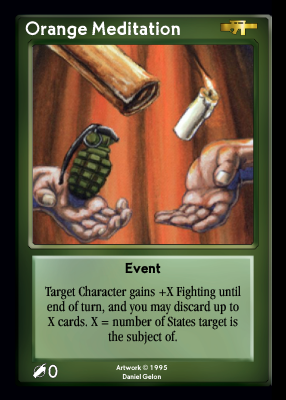 Orange Meditation
Event
Target Character gains +X Fighting until
end of turn, and you may discard up to
X cards. X = number of States target is
the subject of.
0
Artwork © 1995
Daniel Gelon